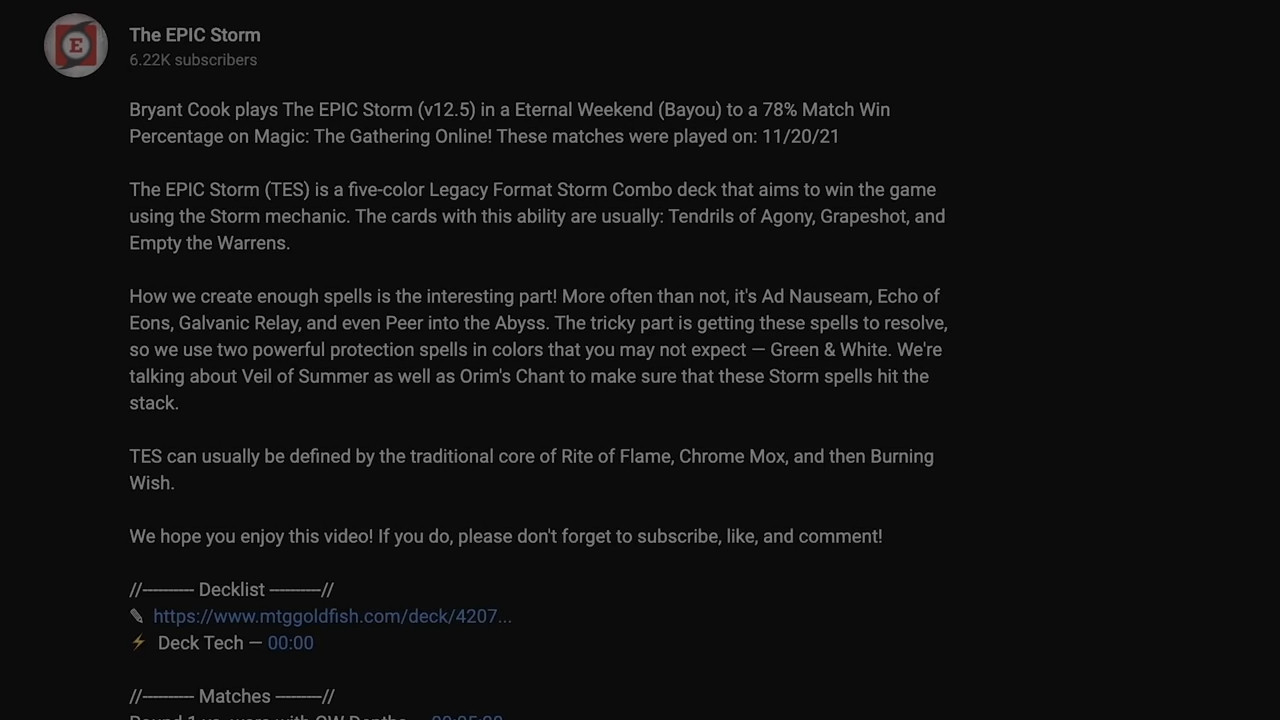 E
The EPIC Storm
6.22K subscribers
Bryant Cook plays The EPIC Storm (v12.5) in a Eternal Weekend (Bayou) to a 78% Match Win
Percentage on Magic: The Gathering Online! These matches were played on: 11/20/21
The EPIC Storm (TES) is a five-color Legacy Format Storm Combo deck that aims to win the game
using the Storm mechanic. The cards with this ability are usually: Tendrils of Agony, Grapeshot, and
Empty the Warrens.
How we create enough spells is the interesting part! More often than not, it's Ad Nauseam, Echo of
Eons, Galvanic Relay, and even Peer into the Abyss. The tricky part is getting these spells to resolve,
so we use two powerful protection spells in colors that you may not expect — Green & White. We're
talking about Veil of Summer as well as Orim's Chant to make sure that these Storm spells hit the
stack.
TES can usually be defined by the traditional core of Rite of Flame, Chrome Mox, and then Burning
Wish.
We hope you enjoy this video! If you do, please don't forget to subscribe, like, and comment!
//---------- Decklist ----------//
✎ https://www.mtggoldfish.com/deck/4207...
⚡ Deck Tech — 00:00
//---------- Matches ---------//
Round 1 vs. with GW Depths — 00:05:20